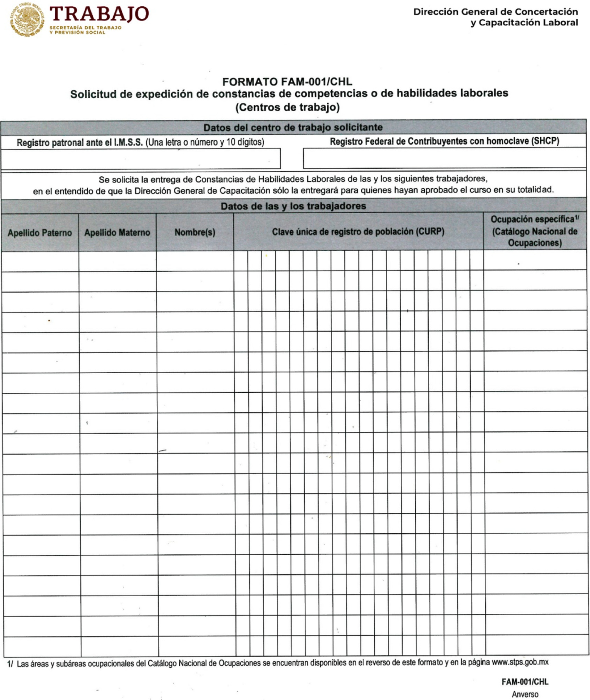 TRABAJO
SECRETARÍA DEL TRABAJO
Y PREVISIÓN SOCIAL
Dirección General de Concertación
y Capacitación Laboral
FORMATO FAM-001/CHL
Solicitud de expedición de constancias de competencias o de habilidades laborales
(Centros de trabajo)
Datos del centro de trabajo solicitante
Registro patronal ante el I.M.S.S. (Una letra o número y 10 dígitos)
Registro Federal de Contribuyentes con homoclave (SHCP)
Se solicita la entrega de Constancias de Habilidades Laborales de las y los siguientes trabajadores,
en el entendido de que la Dirección General de Capacitación sólo la entregará para quienes hayan aprobado el curso en su totalidad.
Datos de las y los trabajadores
Apellido Paterno
Apellido Materno
Nombre(s)
Clave única de registro de población (CURP)
Ocupación específica1/
(Catálogo Nacional de
Ocupaciones)
1/ Las áreas y subáreas ocupacionales del Catálogo Nacional de Ocupaciones se encuentran disponibles en el reverso de este formato y en la página www.stps.gob.mx
FAM-001/CHL
Anverso